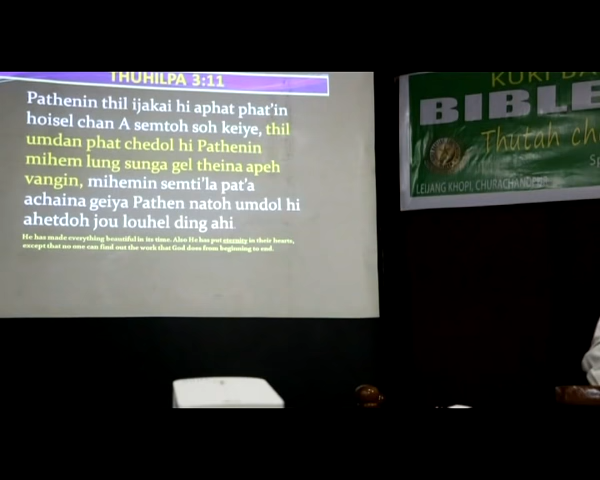 THUHILPA 3:11
Pathenin thil ijakai hi aphat phat'in
hoisel chan A semtoh soh keiye, thil
umdan phat chedol hi Pathenin
mihem lung sunga gel theina apeh
vangin, mihemin semti'la pat'a
achaina geiya Pathen natoh umdol hi
ahetdoh jou louhel ding ahi
He has made everything beautiful in its time. Also He has put eternity in their hearts,
except that no one can find out the work that God does from beginning to end.
KUKI BA
BIBLE
Thutah ch
Sp
LEIJANG KHOPI, CHURACHANDPUR